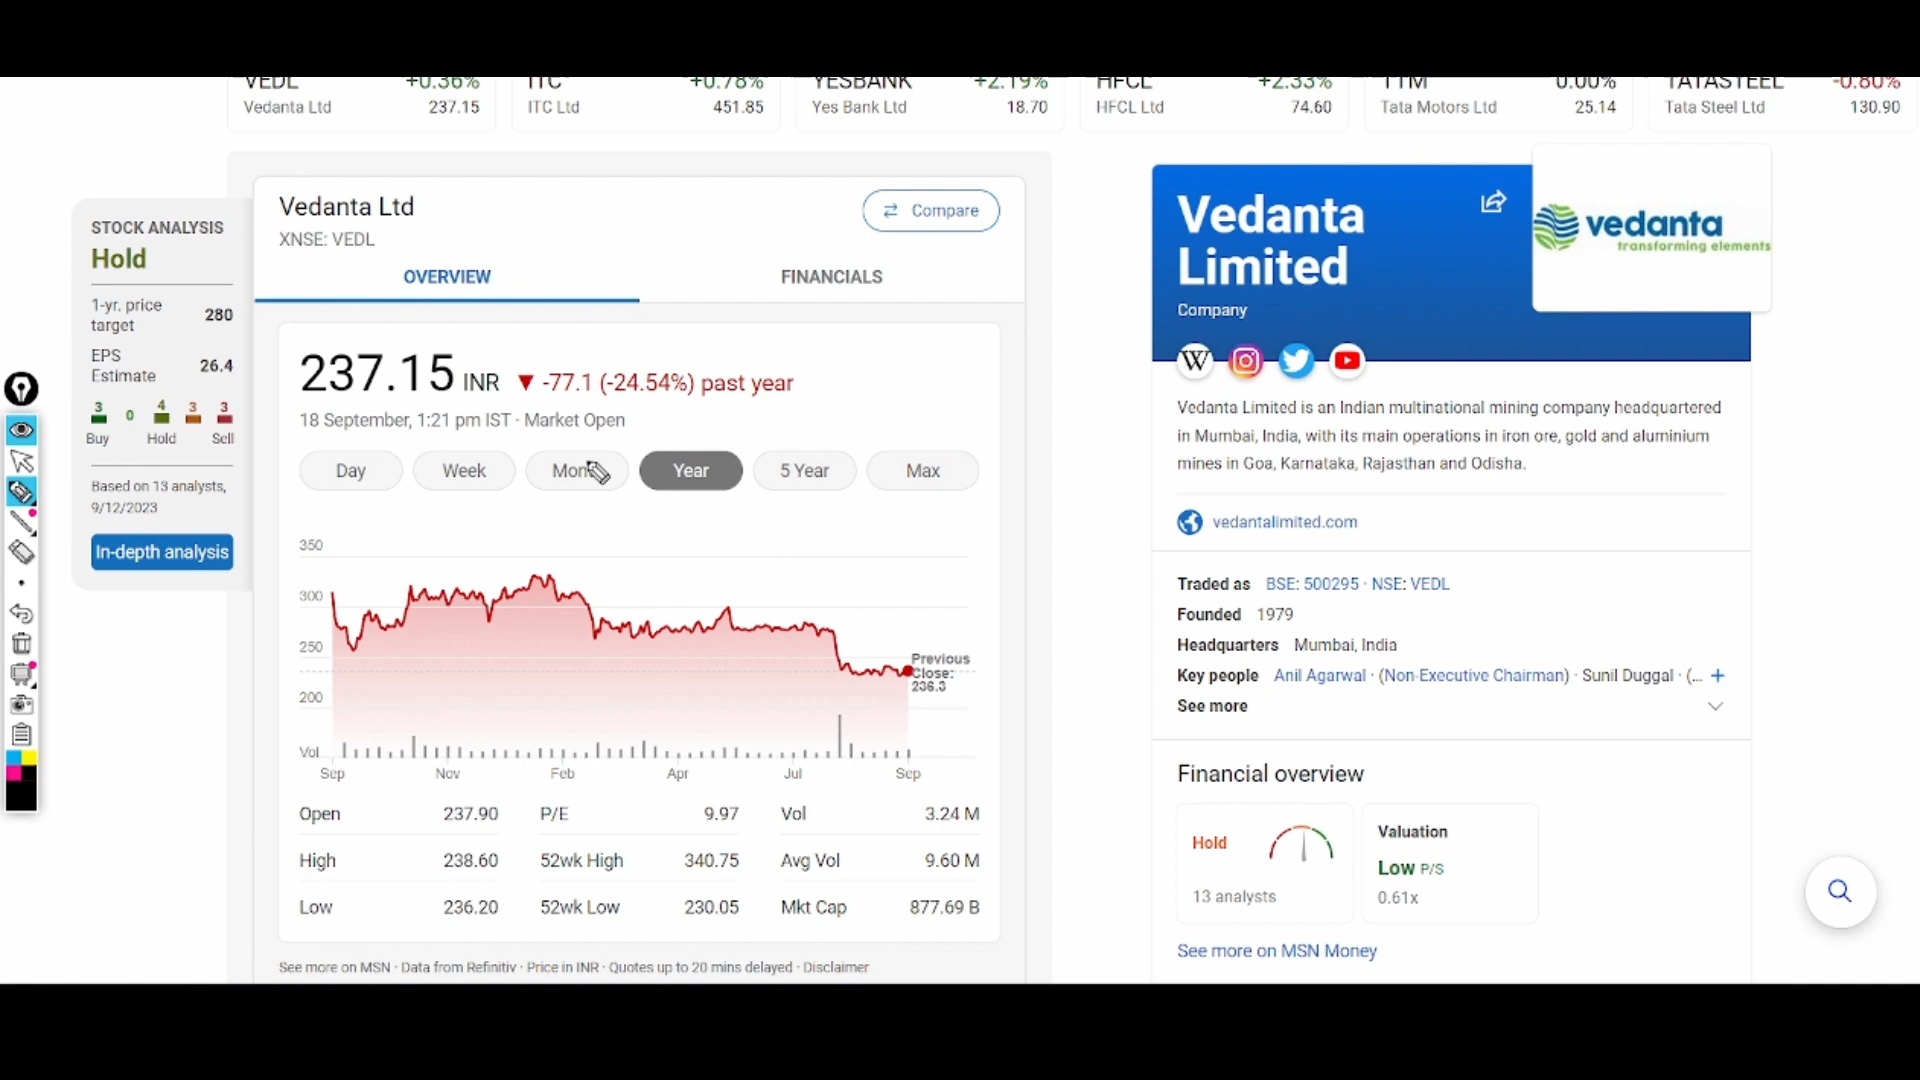 VEDL +0.36% ITC +0.78% YESBANK +2.19% HFCL +2.33% TTM 0.00% TATASTEEL -0.80%
Vedanta Ltd 237.15 ITC Ltd 451.85 Yes Bank Ltd 18.70 HFCL Ltd 74.60 Tata Motors Ltd 25.14 Tata Steel Ltd 130.90
STOCK ANALYSIS
Hold
1-yr. price
target 280
EPS
Estimate 26.4
3 0 4 3 3
Buy Hold Sell
Based on 13 analysts,
9/12/2023
In-depth analysis
Vedanta Ltd
XNSE: VEDL
Compare
OVERVIEW FINANCIALS
237.15 INR ▼ -77.1 (-24.54%) past year
18 September, 1:21 pm IST · Market Open
Day Week Mon Year 5 Year Max
350
300
250
200
Vol
Previous
Close:
236.3
Sep Nov Feb Apr Jul Sep
Open 237.90 P/E 9.97 Vol 3.24 M
High 238.60 52wk High 340.75 Avg Vol 9.60 M
Low 236.20 52wk Low 230.05 Mkt Cap 877.69 B
See more on MSN · Data from Refinitiv · Price in INR · Quotes up to 20 mins delayed · Disclaimer
Vedanta
Limited
Company
vedanta
transforming elements
W
Vedanta Limited is an Indian multinational mining company headquartered
in Mumbai, India, with its main operations in iron ore, gold and aluminium
mines in Goa, Karnataka, Rajasthan and Odisha.
vedantalimited.com
Traded as BSE: 500295 · NSE: VEDL
Founded 1979
Headquarters Mumbai, India
Key people Anil Agarwal · (Non-Executive Chairman) · Sunil Duggal · (... +
See more
Financial overview
Hold
13 analysts
Valuation
Low P/S
0.61x
See more on MSN Money